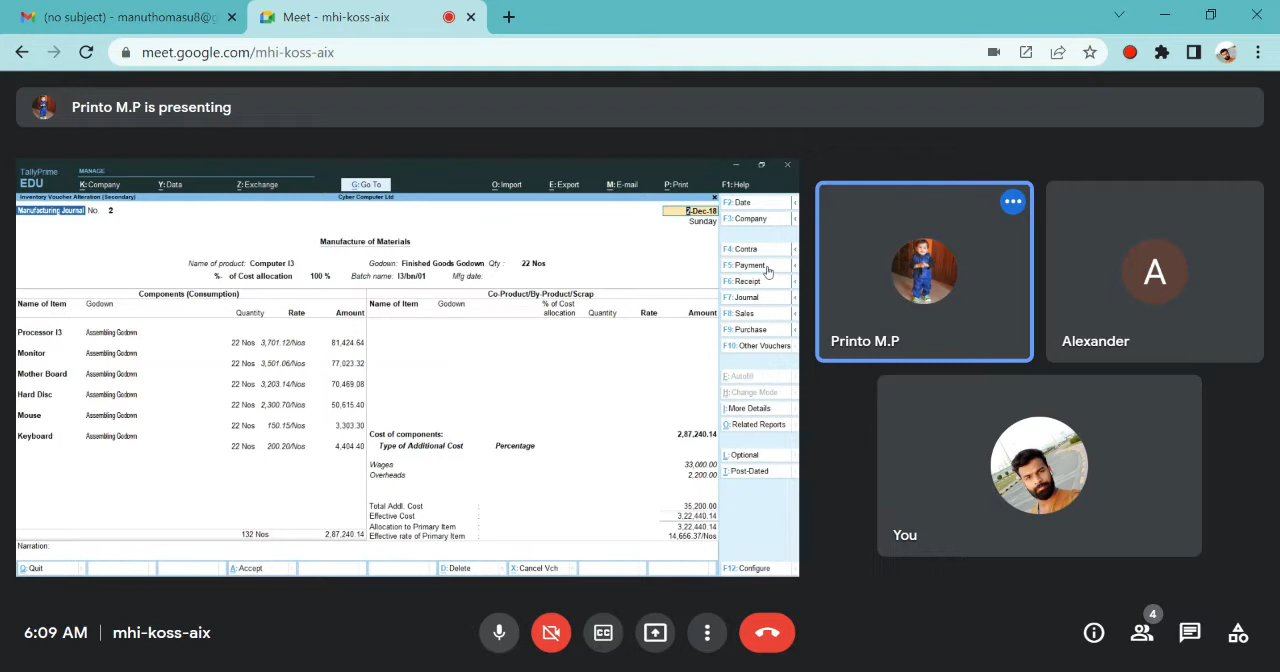 (no subject) - manuthomasu8@g
Meet - mhi-koss-aix
meet.google.com/mhi-koss-aix
Printo M.P is presenting
TallyPrime
EDU
MANAGE
K:Company
Y:Data
Z:Exchange
G:Go To
O:Import
E:Export
M:E-mail
P:Print
F1:Help
Inventory Voucher Alteration (Secondary)
Cyber Computer Ltd
Manufacturing Journal No. 2
2-Dec-18
Sunday
Manufacture of Materials
Name of product: Computer I3 Godown: Finished Goods Godown Qty : 22 Nos
%- of Cost allocation 100 % Batch name: I3/bn/01 Mfg date:
Components (Consumption)
Name of Item Godown
Quantity Rate Amount
Processor I3 Assembling Godown
22 Nos 3,701.12/Nos 81,424.64
Monitor Assembling Godown
22 Nos 3,501.06/Nos 77,023.32
Mother Board Assembling Godown
22 Nos 3,203.14/Nos 70,469.08
Hard Disc Assembling Godown
22 Nos 2,300.70/Nos 50,615.40
Mouse Assembling Godown
22 Nos 150.15/Nos 3,303.30
Keyboard Assembling Godown
22 Nos 200.20/Nos 4,404.40
132 Nos 2,87,240.14
Co-Product/By-Product/Scrap
Name of Item Godown % of Cost allocation Quantity Rate Amount
Cost of components: 2,87,240.14
Type of Additional Cost Percentage
Wages 33,000.00
Overheads 2,200.00
Total Addl. Cost : 35,200.00
Effective Cost : 3,22,440.14
Allocation to Primary Item : 3,22,440.14
Effective rate of Primary Item : 14,656.37/Nos
Narration:
Q: Quit
A: Accept
D: Delete
X: Cancel Vch
F2: Date
F3: Company
F4: Contra
F5: Payment
F6: Receipt
F7: Journal
F8: Sales
F9: Purchase
F10: Other Vouchers
E: Autofill
H: Change Mode
I: More Details
O: Related Reports
L: Optional
T: Post-Dated
F12: Configure
Printo M.P
A
Alexander
You
6:09 AM | mhi-koss-aix
CC
4